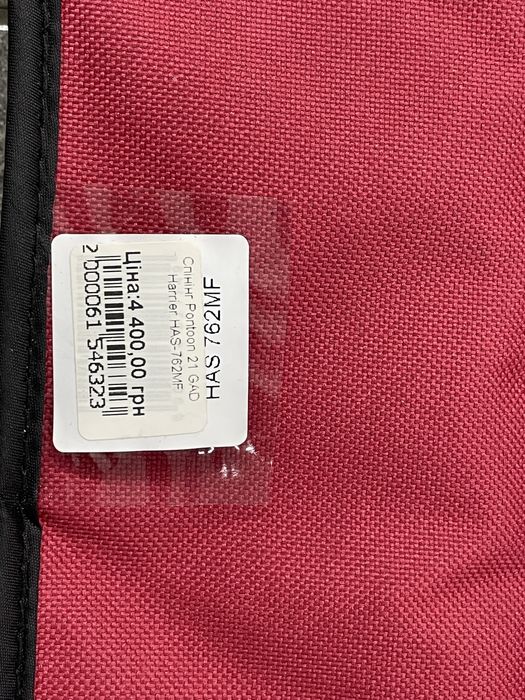 Спінінг Pontoon 21 GAD
Harrier HAS-762MF
Ціна:4 400,00 грн
2 000061 546323
HAS 762MF